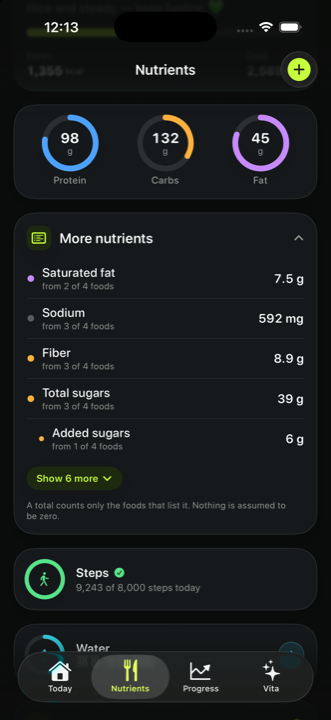 12:13
1,355 kcal
Nutrients
98
g
Protein
132
g
Carbs
45
g
Fat
More nutrients
Saturated fat
from 2 of 4 foods
7.5 g
Sodium
from 3 of 4 foods
592 mg
Fiber
from 3 of 4 foods
8.9 g
Total sugars
from 3 of 4 foods
39 g
Added sugars
from 1 of 4 foods
6 g
Show 6 more
A total counts only the foods that list it. Nothing is assumed to
be zero.
Steps
9,243 of 8,000 steps today
Water
Today
Nutrients
Progress
Vita